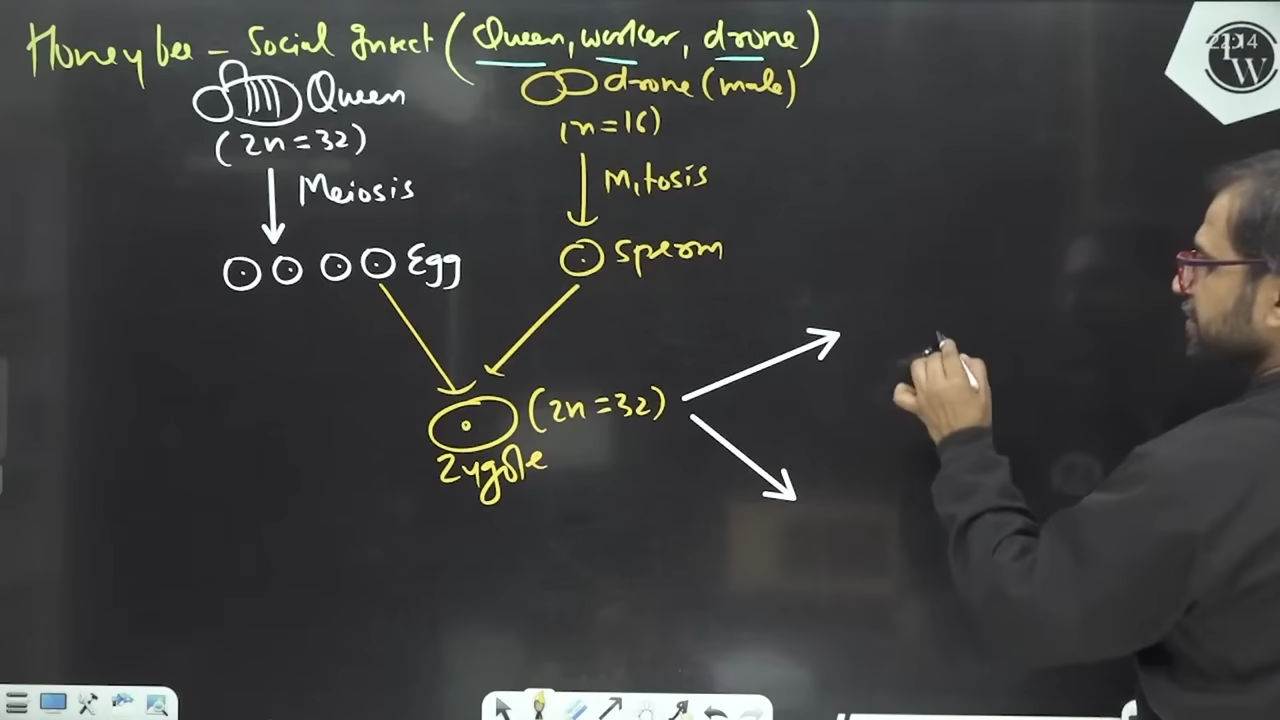 Honey bee - Social Insect (Queen, worker, drone)
Queen
(2n=32)
Meiosis
Egg
drone (male)
(n=16)
Mitosis
Sperm
(2n=32)
Zygote
PW